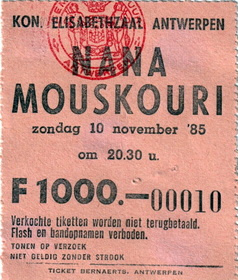 KON. ELISABETHZAAL ANTWERPEN
NANA
MOUSKOURI
zondag 10 november '85
om 20.30 u.
F 1000.—00010
Verkochte tiketten worden niet terugbetaald.
Flash en bandopnamen verboden.
TONEN OP VERZOEK
NIET GELDIG ZONDER STROOK
TICKET BERNAERTS, ANTWERPEN